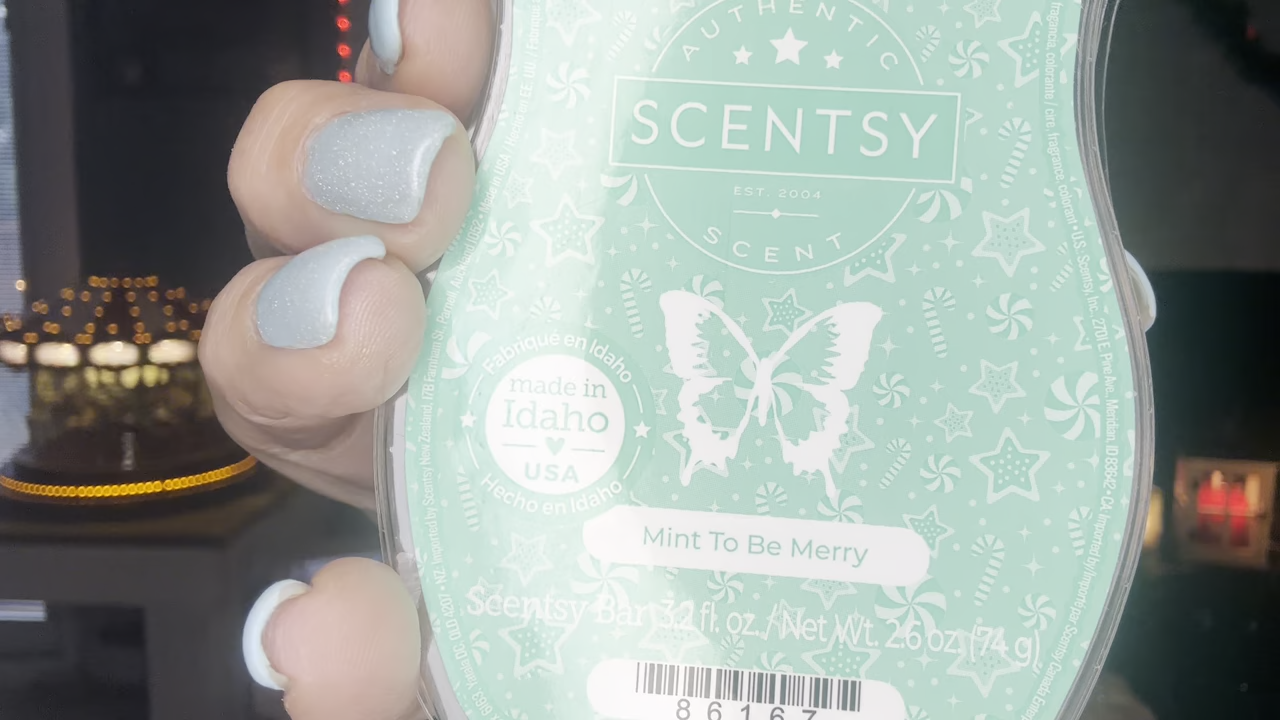 AUTHENTIC
SCENTSY
EST. 2004
SCENT
Fabriqué en Idaho
made in
Idaho
USA
Hecho en Idaho
Mint To Be Merry
Scentsy Bar 3.2 fl. oz. / Net Wt. 2.6 oz (74 g)
86167